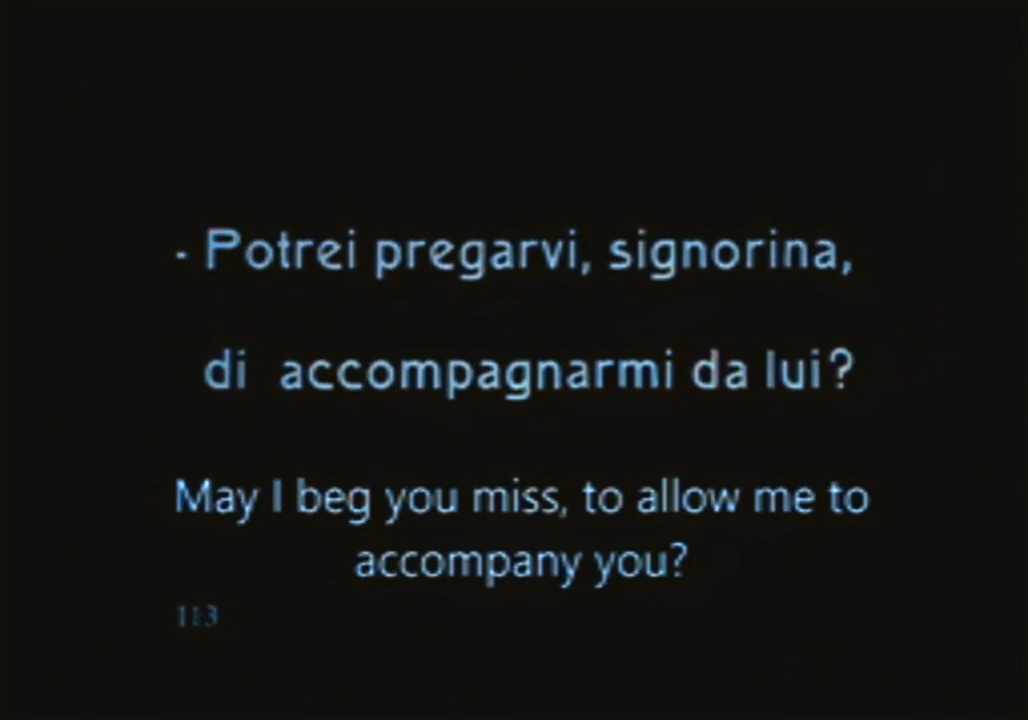 - Potrei pregarvi, signorina,
di accompagnarmi da lui?
May I beg you miss, to allow me to
accompany you?
113